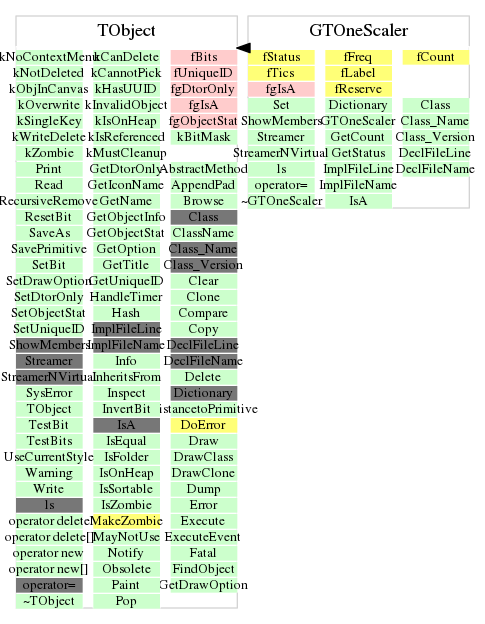 TObject
kNoContextMenu kCanDelete fBits
kNotDeleted kCannotPick fUniqueID
kObjInCanvas kHasUUID fgDtorOnly
kOverwrite kInvalidObject fgIsA
kSingleKey kIsOnHeap fgObjectStat
kWriteDelete kIsReferenced kBitMask
kZombie kMustCleanup
Print GetDtorOnly AbstractMethod
Read GetIconName AppendPad
RecursiveRemove GetName Browse
ResetBit GetObjectInfo Class
SaveAs GetObjectStat ClassName
SavePrimitive GetOption Class_Name
SetBit GetTitle Class_Version
SetDrawOption GetUniqueID Clear
SetDtorOnly HandleTimer Clone
SetObjectStat Hash Compare
SetUniqueID ImplFileLine Copy
ShowMembers ImplFileName DeclFileLine
Streamer Info DeclFileName
StreamerNVirtual InheritsFrom Delete
SysError Inspect Dictionary
TObject InvertBit istancetoPrimitive
TestBit IsA DoError
TestBits IsEqual Draw
UseCurrentStyle IsFolder DrawClass
Warning IsOnHeap DrawClone
Write IsSortable Dump
ls IsZombie Error
operator delete MakeZombie Execute
operator delete[] MayNotUse ExecuteEvent
operator new Notify Fatal
operator new[] Obsolete FindObject
operator= Paint GetDrawOption
~TObject Pop
GTOneScaler
fStatus fFreq fCount
fTics fLabel
fgIsA fReserve
Set Dictionary Class
ShowMembers GTOneScaler Class_Name
Streamer GetCount Class_Version
StreamerNVirtual GetStatus DeclFileLine
ls ImplFileLine DeclFileName
operator= ImplFileName
~GTOneScaler IsA